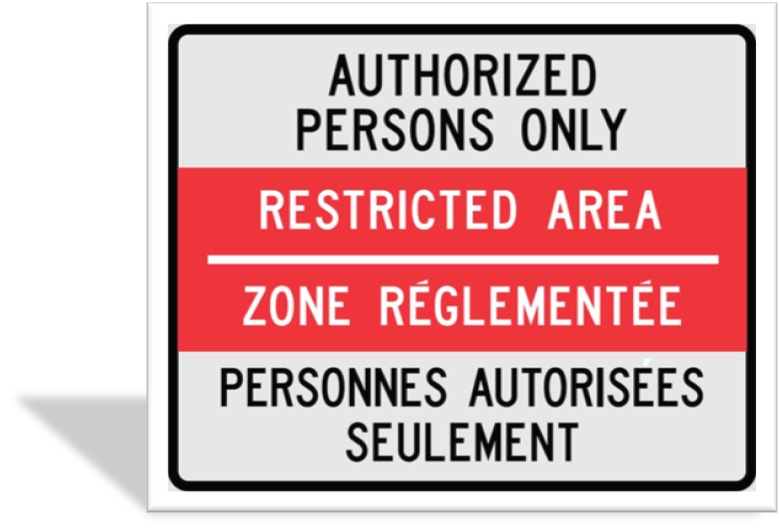 AUTHORIZED
PERSONS ONLY
RESTRICTED AREA
ZONE RÉGLEMENTÉE
PERSONNES AUTORISÉES
SEULEMENT